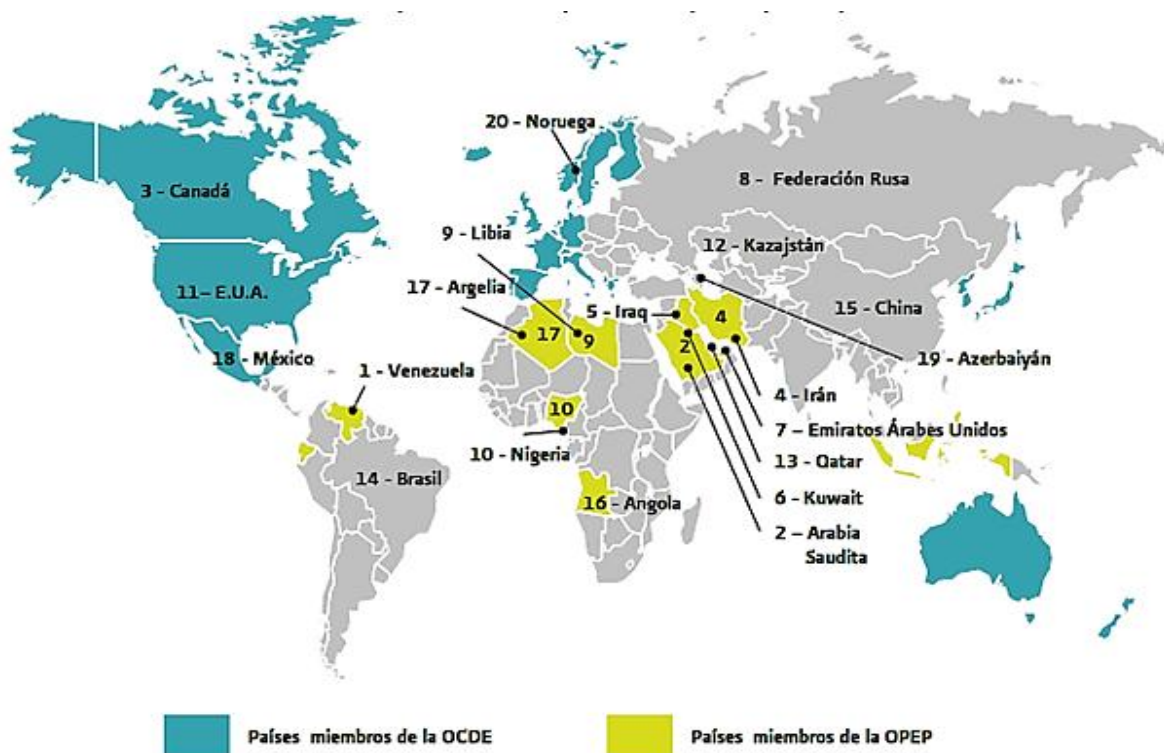 20 - Noruega
3 - Canadá
8 - Federación Rusa
9 - Libia
12 - Kazajstán
17 - Argelia
11 – E.U.A.
5 - Iraq
15 - China
4
17
9
2
18 - México
19 - Azerbaiyán
1 - Venezuela
4 - Irán
10
7 - Emiratos Árabes Unidos
10 - Nigeria
13 - Qatar
14 - Brasil
6 - Kuwait
16 - Angola
2 – Arabia
Saudita
Países miembros de la OCDE
Países miembros de la OPEP